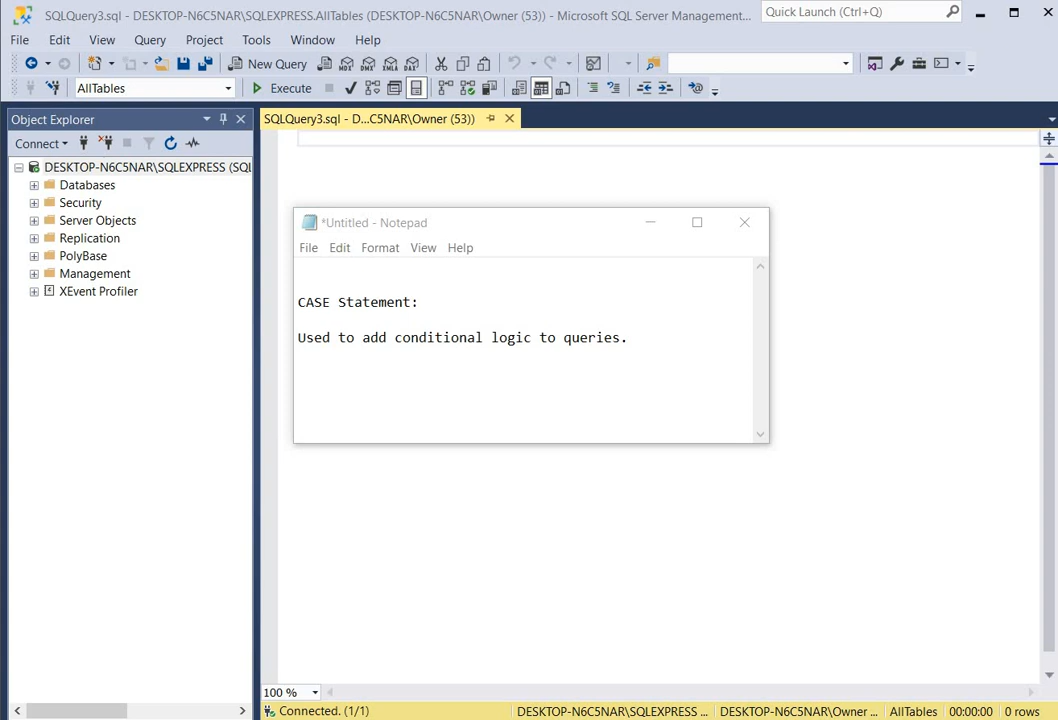 SQLQuery3.sql - DESKTOP-N6C5NAR\SQLEXPRESS.AllTables (DESKTOP-N6C5NAR\Owner (53))* - Microsoft SQL Server Management...
Quick Launch (Ctrl+Q)
File Edit View Query Project Tools Window Help
New Query
MDX DMX XMLA DAX
AllTables
Execute
Object Explorer
SQLQuery3.sql - D...C5NAR\Owner (53))
Connect
DESKTOP-N6C5NAR\SQLEXPRESS (SQL
Databases
Security
Server Objects
Replication
PolyBase
Management
XEvent Profiler
*Untitled - Notepad
File Edit Format View Help
CASE Statement:
Used to add conditional logic to queries.
100 %
Connected. (1/1)
DESKTOP-N6C5NAR\SQLEXPRESS ...
DESKTOP-N6C5NAR\Owner ...
AllTables
00:00:00
0 rows